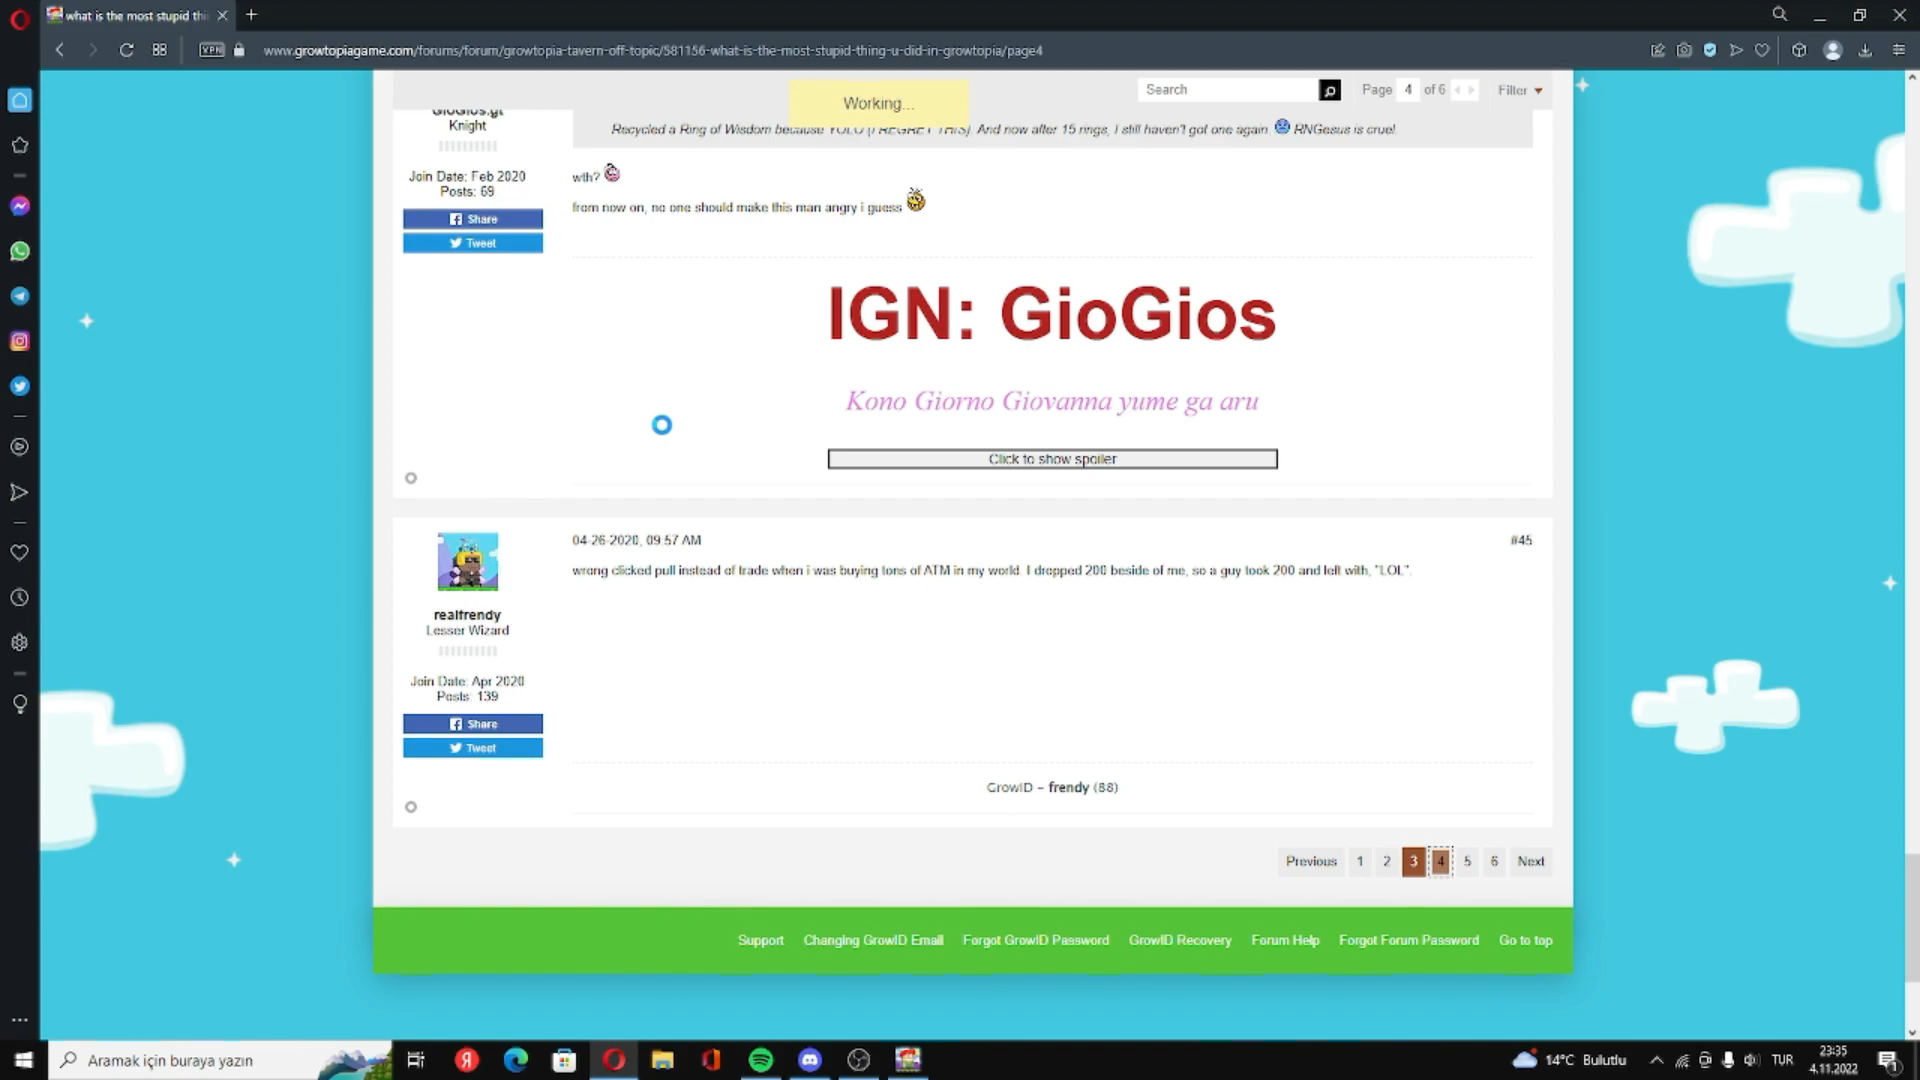 what is the most stupid thi
VPN
www.growtopiagame.com/forums/forum/growtopia-tavern-off-topic/581156-what-is-the-most-stupid-thing-u-did-in-growtopia/page4
Working...
Search
Page 4 of 6
Filter
GioGios.gt
Knight
Join Date: Feb 2020
Posts: 69
Share
Tweet
Recycled a Ring of Wisdom because YOLO (I REGRET THIS). And now after 15 rings, I still haven't got one again. RNGesus is cruel.
wth?
from now on, no one should make this man angry i guess
IGN: GioGios
Kono Giorno Giovanna yume ga aru
Click to show spoiler
realfrendy
Lesser Wizard
Join Date: Apr 2020
Posts: 139
Share
Tweet
04-26-2020, 09:57 AM
#45
wrong clicked pull instead of trade when i was buying tons of ATM in my world. I dropped 200 beside of me, so a guy took 200 and left with, "LOL".
GrowID - frendy (88)
Previous 1 2 3 4 5 6 Next
Support Changing GrowID Email Forgot GrowID Password GrowID Recovery Forum Help Forgot Forum Password Go to top
Aramak için buraya yazın
14°C Bulutlu
TUR
23:35
4.11.2022
1